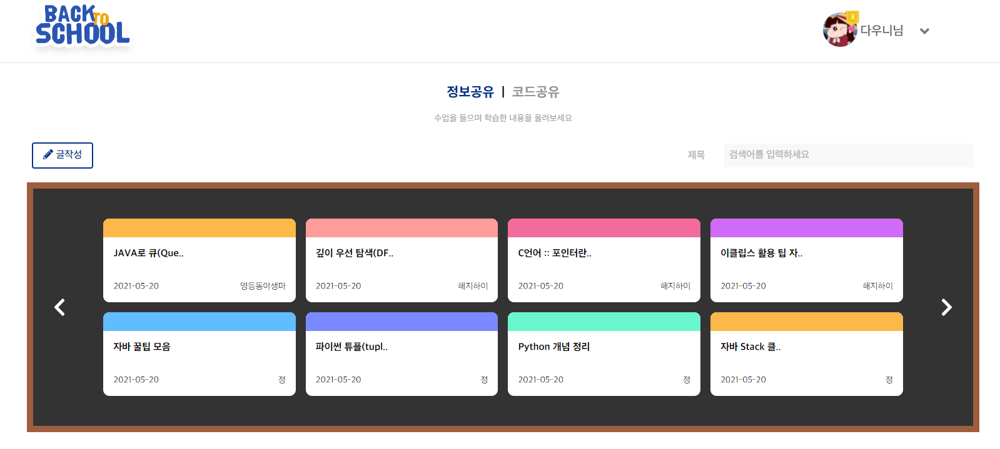 BACK TO
SCHOOL
3
다우니님
정보공유 | 코드공유
수업을 들으며 학습한 내용을 올려보세요
글작성
제목
검색어를 입력하세요
JAVA로 큐(Que..
2021-05-20 영등동야생마
깊이 우선 탐색(DF..
2021-05-20 해지하이
C언어 :: 포인터란..
2021-05-20 해지하이
이클립스 활용 팁 자..
2021-05-20 해지하이
자바 꿀팁 모음
2021-05-20 졍
파이썬 튜플(tupl..
2021-05-20 졍
Python 개념 정리
2021-05-20 졍
자바 Stack 클..
2021-05-20 졍